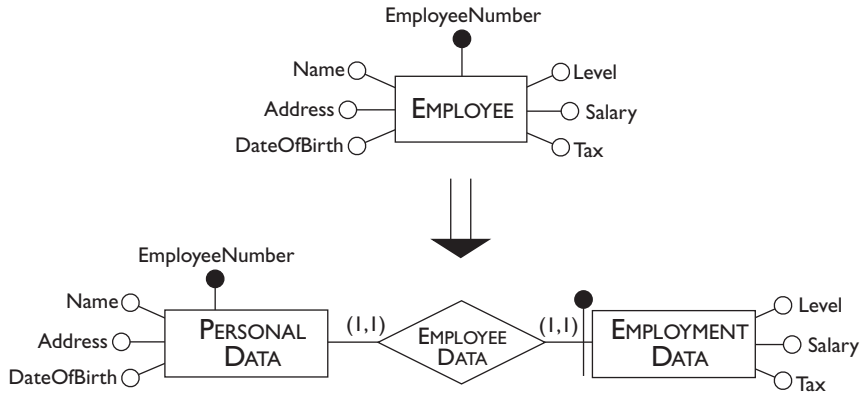 EmployeeNumber
Name
Level
Address
EMPLOYEE
Salary
DateOfBirth
Tax
EmployeeNumber
Name
Level
PERSONAL
DATA
(1,1)
EMPLOYEE
DATA
(1,1)
EMPLOYMENT
DATA
Address
Salary
DateOfBirth
Tax